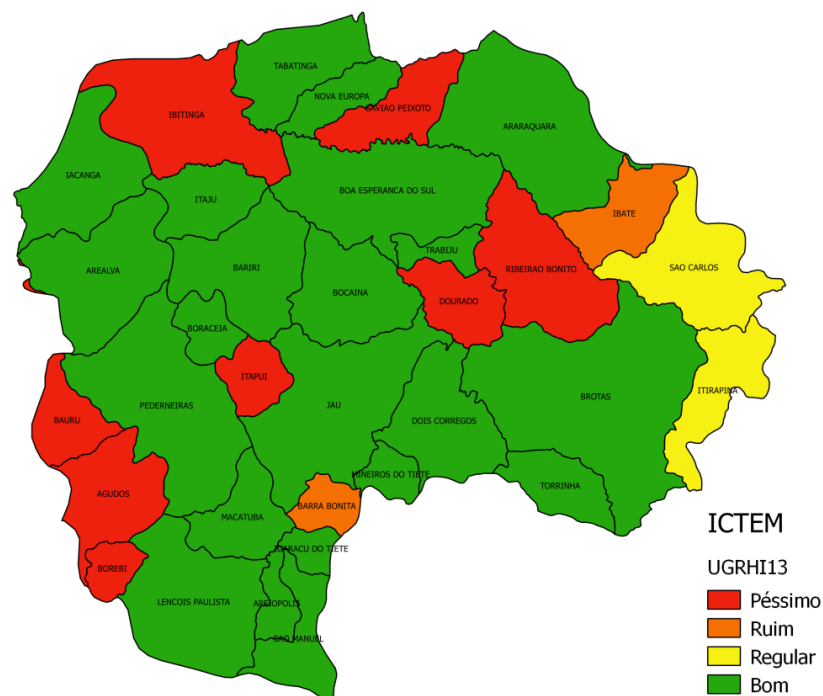 TABATINGA
NOVA EUROPA
GAVIAO PEIXOTO
IBITINGA
ARARAQUARA
IACANGA
BOA ESPERANCA DO SUL
ITAJU
IBATE
TRABIJU
AREALVA
BARIRI
RIBEIRAO BONITO
SAO CARLOS
BOCAINA
DOURADO
BORACEIA
ITAPUI
ITIRAPINA
BROTAS
PEDERNEIRAS
JAU
BAURU
DOIS CORREGOS
MINEIROS DO TIETE
TORRINHA
AGUDOS
BARRA BONITA
MACATUBA
IGARACU DO TIETE
BOREBI
LENCOIS PAULISTA
AREIOPOLIS
SAO MANUEL
ICTEM
UGRHI13
Péssimo
Ruim
Regular
Bom